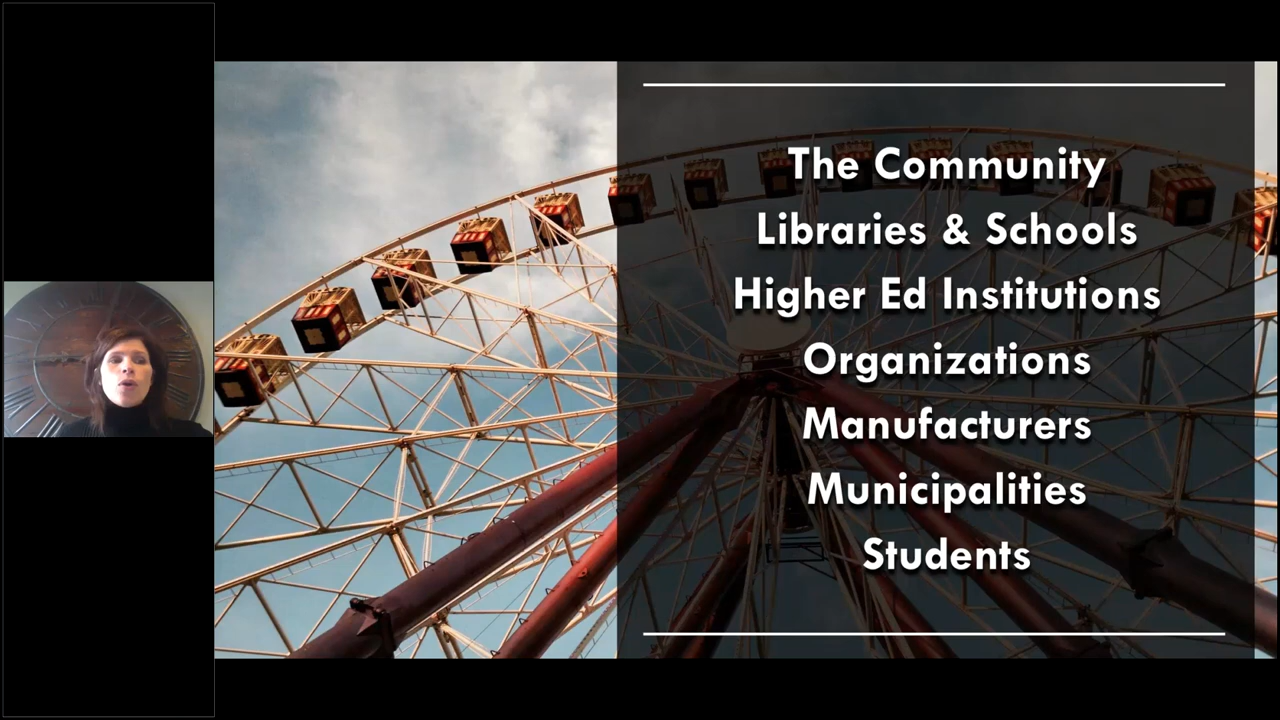 The Community
Libraries & Schools
Higher Ed Institutions
Organizations
Manufacturers
Municipalities
Students